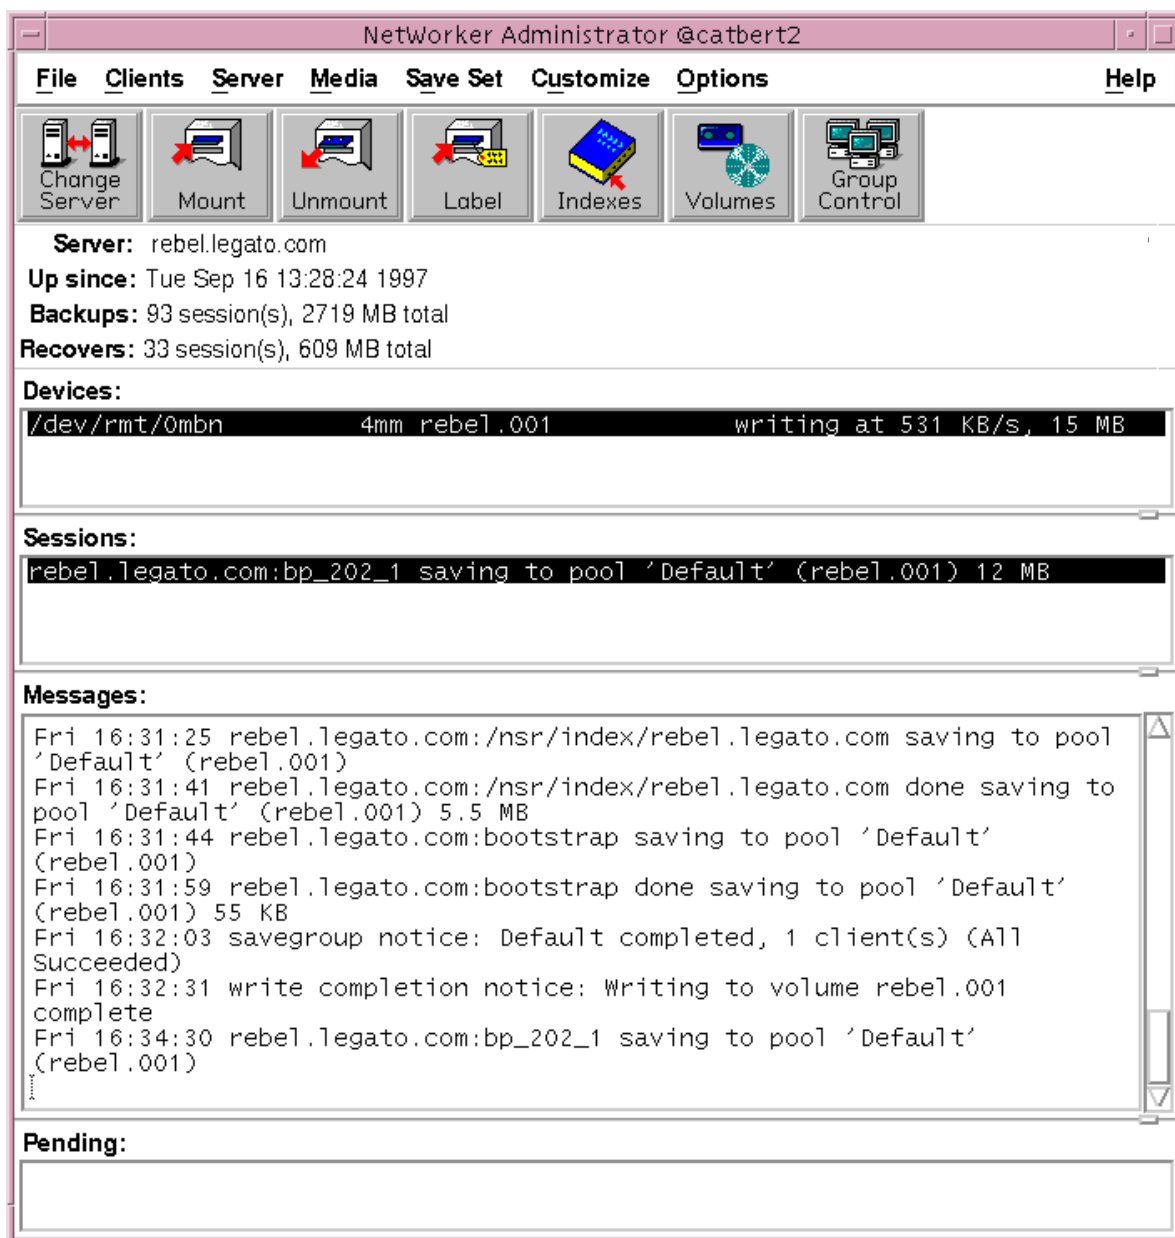 NetWorker Administrator @catbert2
File Clients Server Media Save Set Customize Options Help
Change Server
Mount
Unmount
Label
Indexes
Volumes
Group Control
Server: rebel.legato.com
Up since: Tue Sep 16 13:28:24 1997
Backups: 93 session(s), 2719 MB total
Recovers: 33 session(s), 609 MB total
Devices:
/dev/rmt/0mbn 4mm rebel.001 writing at 531 KB/s, 15 MB
Sessions:
rebel.legato.com:bp_202_1 saving to pool 'Default' (rebel.001) 12 MB
Messages:
Fri 16:31:25 rebel.legato.com:/nsr/index/rebel.legato.com saving to pool
'Default' (rebel.001)
Fri 16:31:41 rebel.legato.com:/nsr/index/rebel.legato.com done saving to
pool 'Default' (rebel.001) 5.5 MB
Fri 16:31:44 rebel.legato.com:bootstrap saving to pool 'Default'
(rebel.001)
Fri 16:31:59 rebel.legato.com:bootstrap done saving to pool 'Default'
(rebel.001) 55 KB
Fri 16:32:03 savegroup notice: Default completed, 1 client(s) (All
Succeeded)
Fri 16:32:31 write completion notice: Writing to volume rebel.001
complete
Fri 16:34:30 rebel.legato.com:bp_202_1 saving to pool 'Default'
(rebel.001)
Pending: